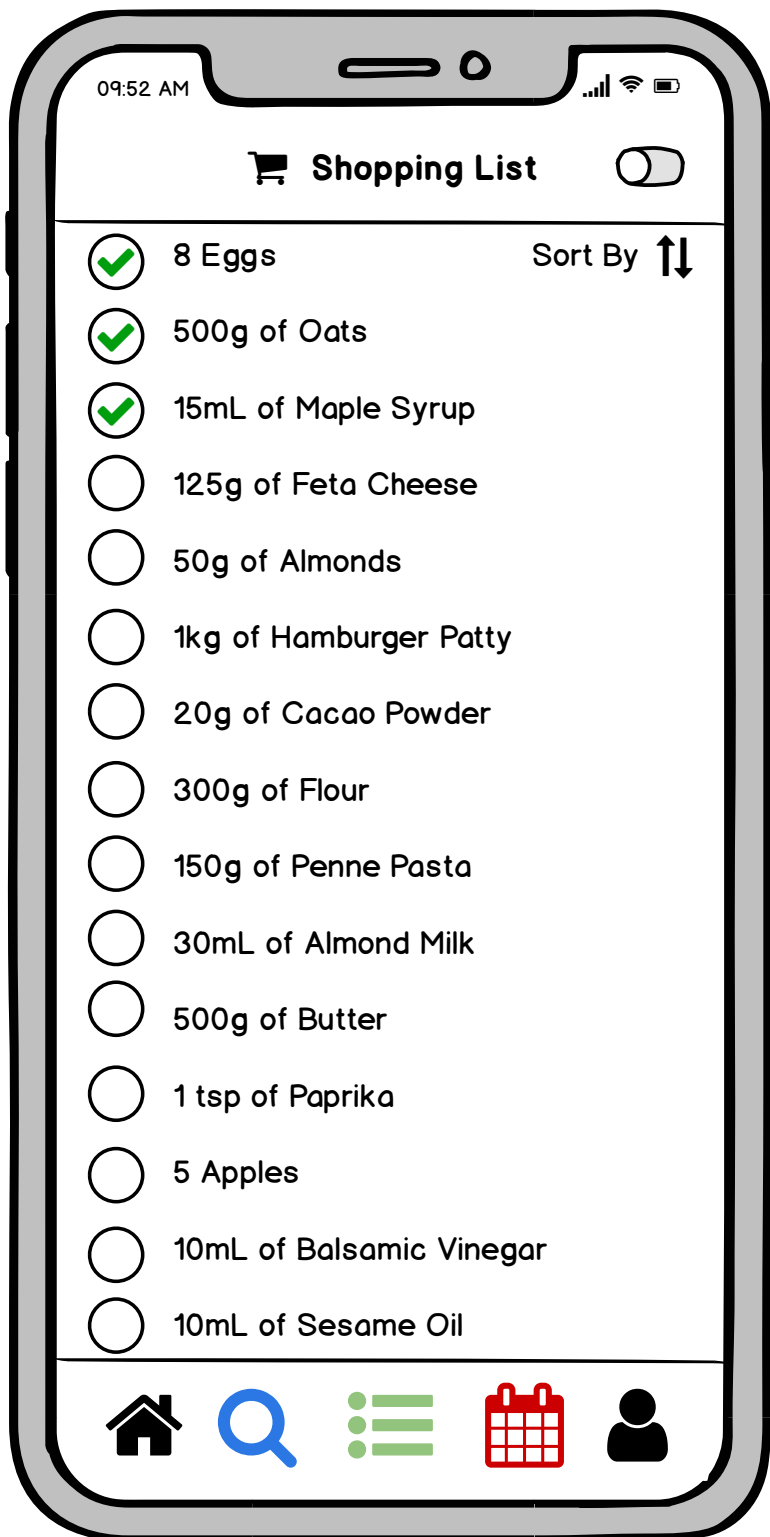 09:52 AM
Shopping List
8 Eggs
Sort By
500g of Oats
15mL of Maple Syrup
125g of Feta Cheese
50g of Almonds
1kg of Hamburger Patty
20g of Cacao Powder
300g of Flour
150g of Penne Pasta
30mL of Almond Milk
500g of Butter
1 tsp of Paprika
5 Apples
10mL of Balsamic Vinegar
10mL of Sesame Oil